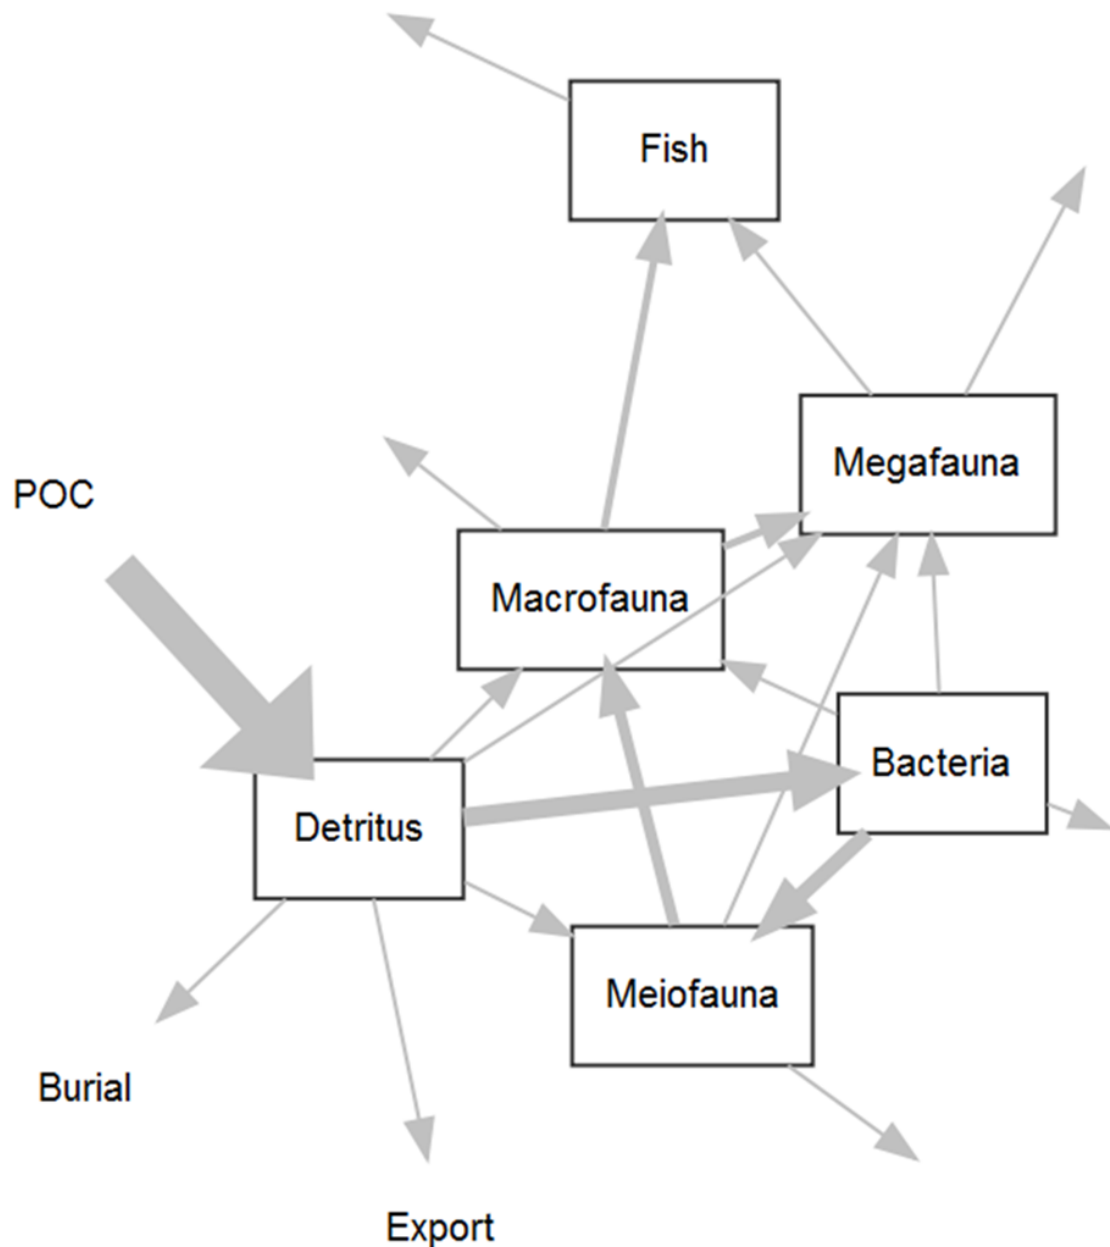 Fish
Megafauna
POC
Macrofauna
Bacteria
Detritus
Meiofauna
Burial
Export